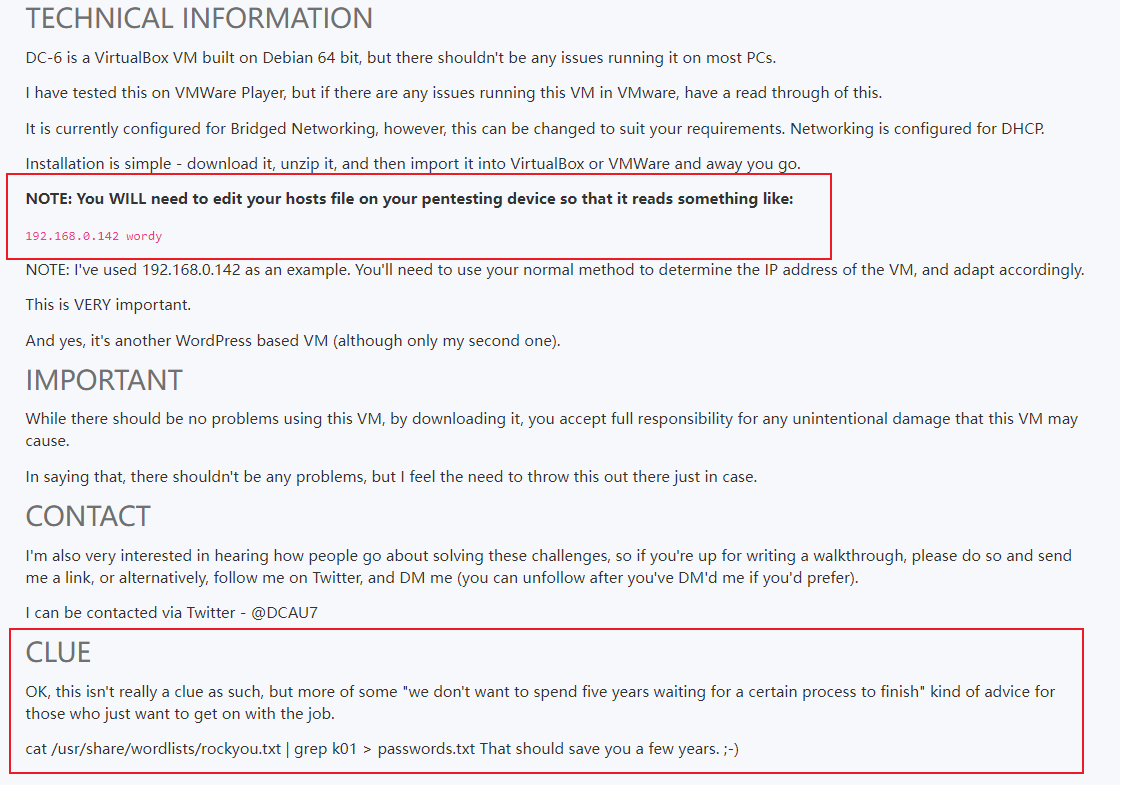 TECHNICAL INFORMATION
DC-6 is a VirtualBox VM built on Debian 64 bit, but there shouldn't be any issues running it on most PCs.
I have tested this on VMWare Player, but if there are any issues running this VM in VMware, have a read through of this.
It is currently configured for Bridged Networking, however, this can be changed to suit your requirements. Networking is configured for DHCP.
Installation is simple - download it, unzip it, and then import it into VirtualBox or VMWare and away you go.
NOTE: You WILL need to edit your hosts file on your pentesting device so that it reads something like:
192.168.0.142 wordy
NOTE: I've used 192.168.0.142 as an example. You'll need to use your normal method to determine the IP address of the VM, and adapt accordingly.
This is VERY important.
And yes, it's another WordPress based VM (although only my second one).
IMPORTANT
While there should be no problems using this VM, by downloading it, you accept full responsibility for any unintentional damage that this VM may
cause.
In saying that, there shouldn't be any problems, but I feel the need to throw this out there just in case.
CONTACT
I'm also very interested in hearing how people go about solving these challenges, so if you're up for writing a walkthrough, please do so and send
me a link, or alternatively, follow me on Twitter, and DM me (you can unfollow after you've DM'd me if you'd prefer).
I can be contacted via Twitter - @DCAU7
CLUE
OK, this isn't really a clue as such, but more of some "we don't want to spend five years waiting for a certain process to finish" kind of advice for
those who just want to get on with the job.
cat /usr/share/wordlists/rockyou.txt | grep k01 > passwords.txt That should save you a few years. ;-)